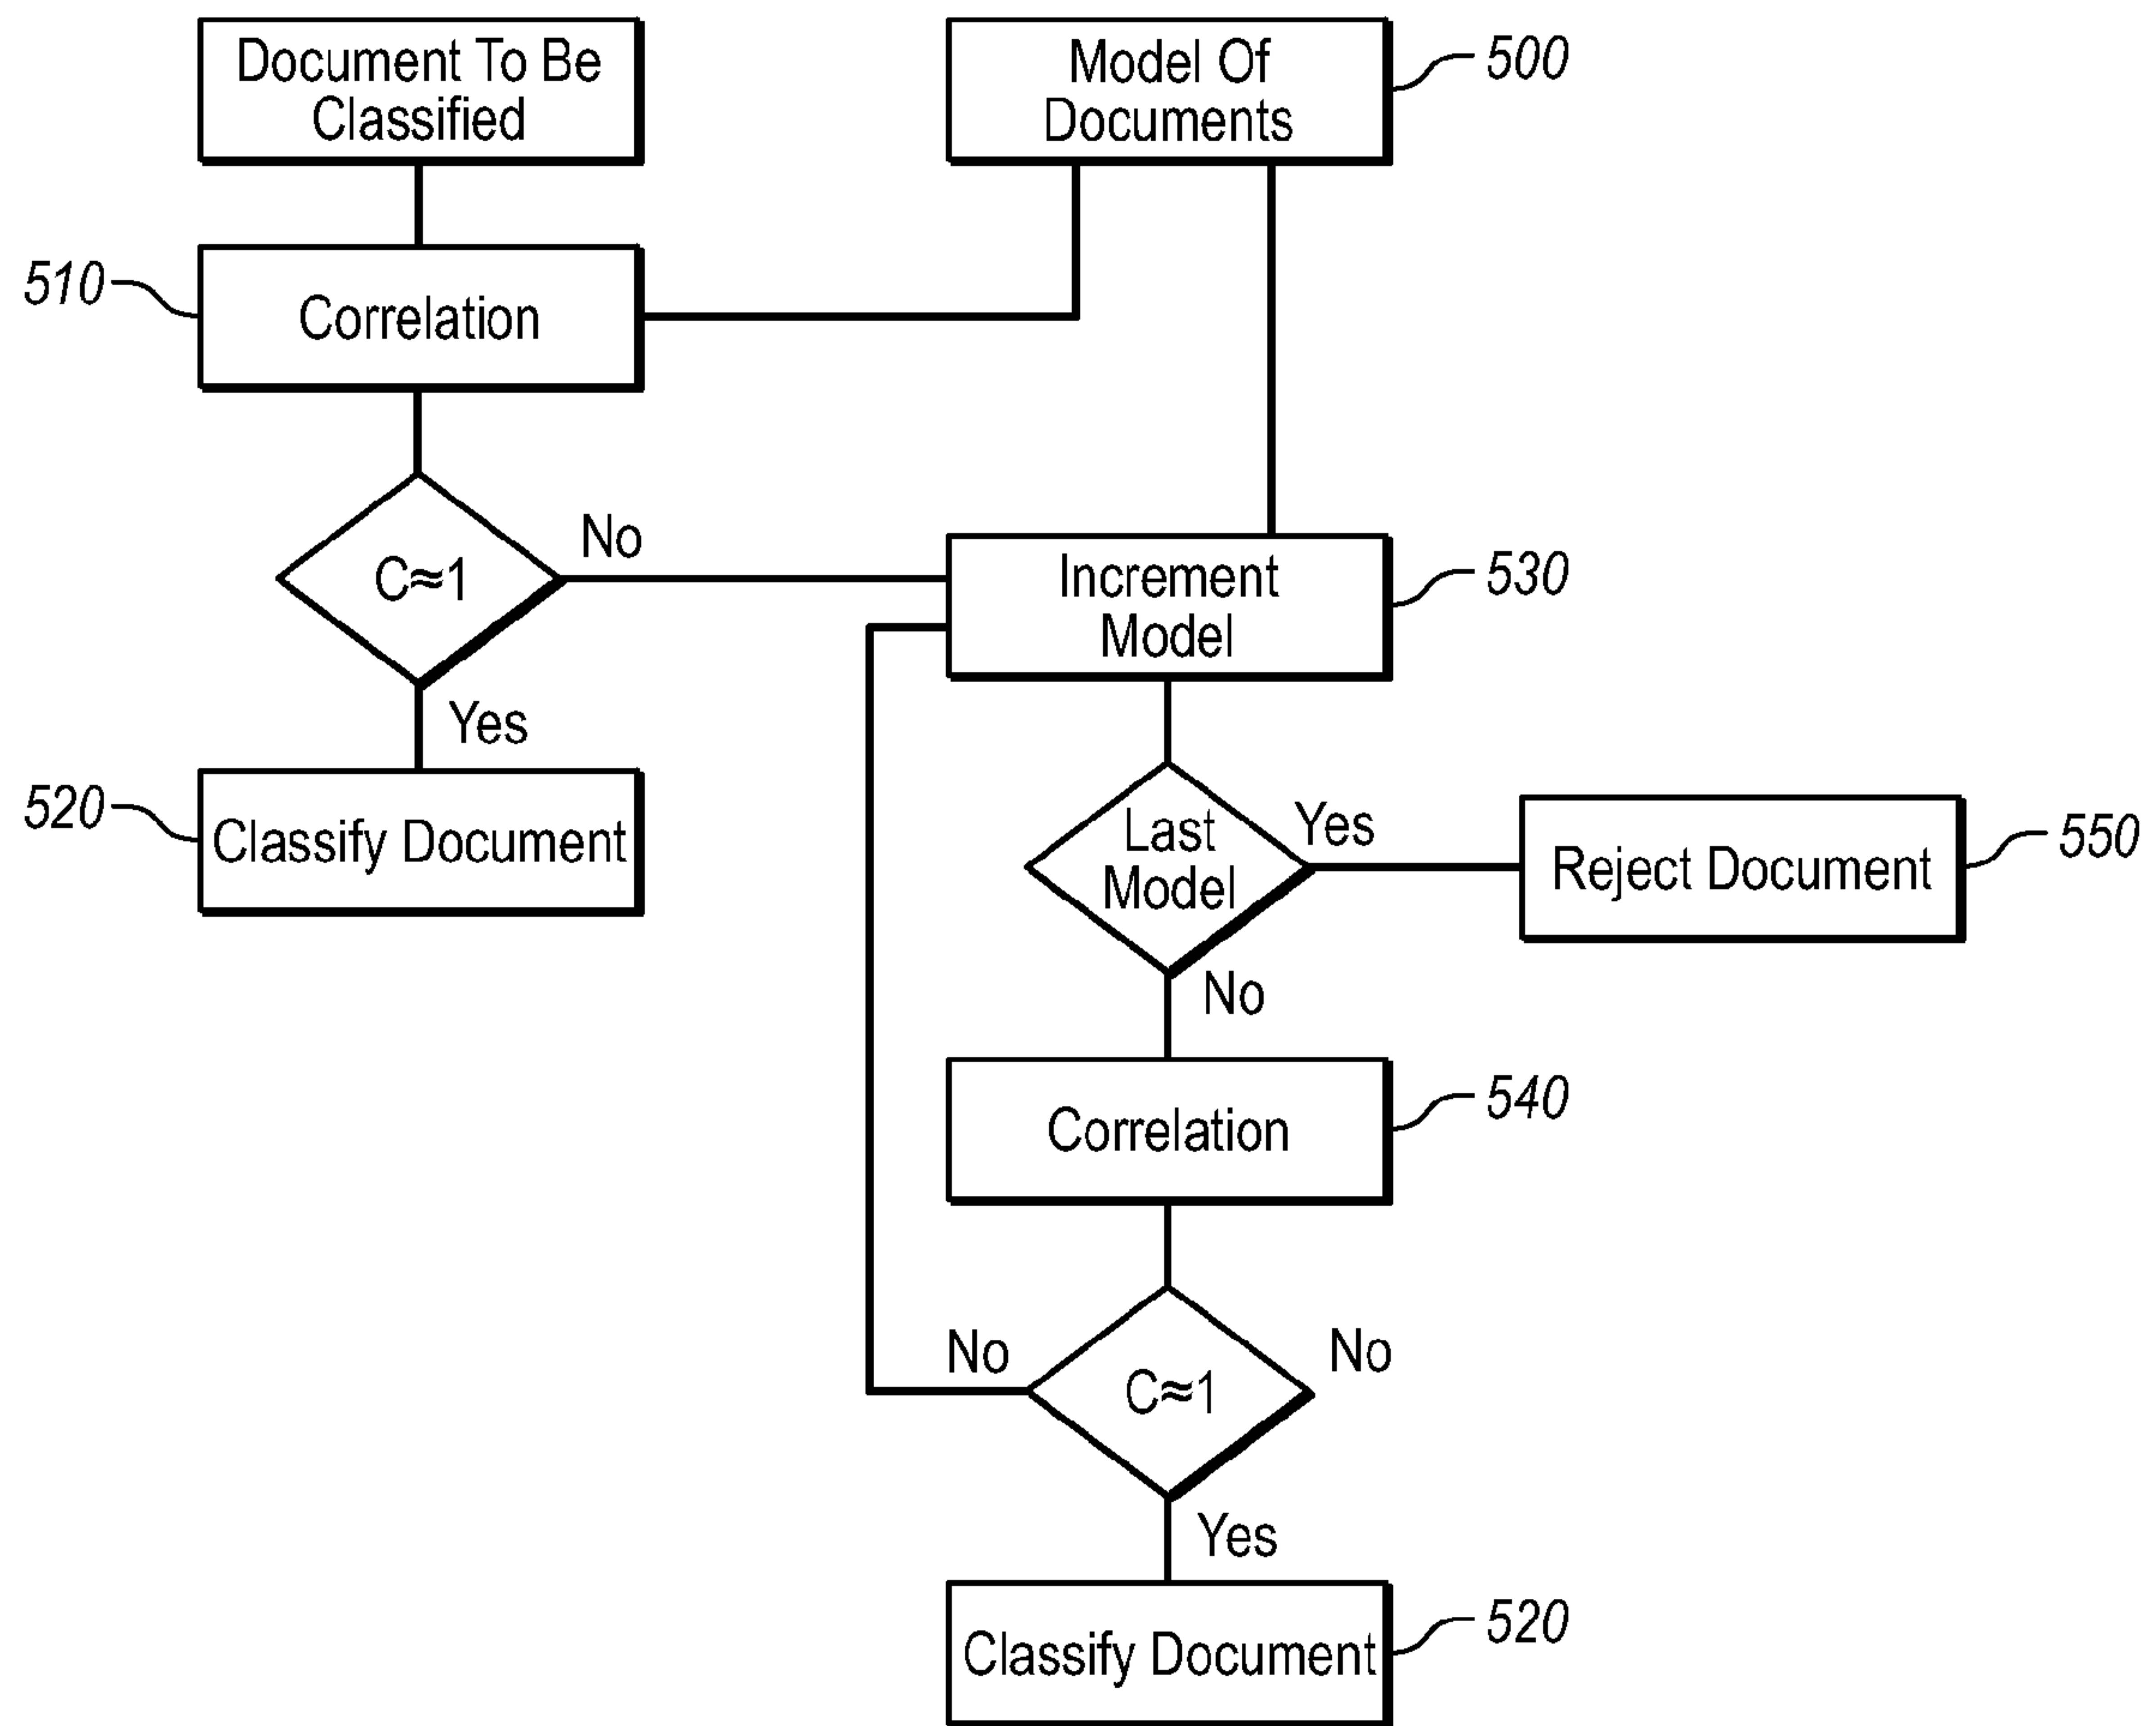 Document To Be
Classified
Model Of
Documents
500
510
Correlation
C≈1
No
Increment
Model
530
Yes
520
Classify Document
Last
Model
Yes
Reject Document
550
No
Correlation
540
No
C≈1
No
Yes
Classify Document
520